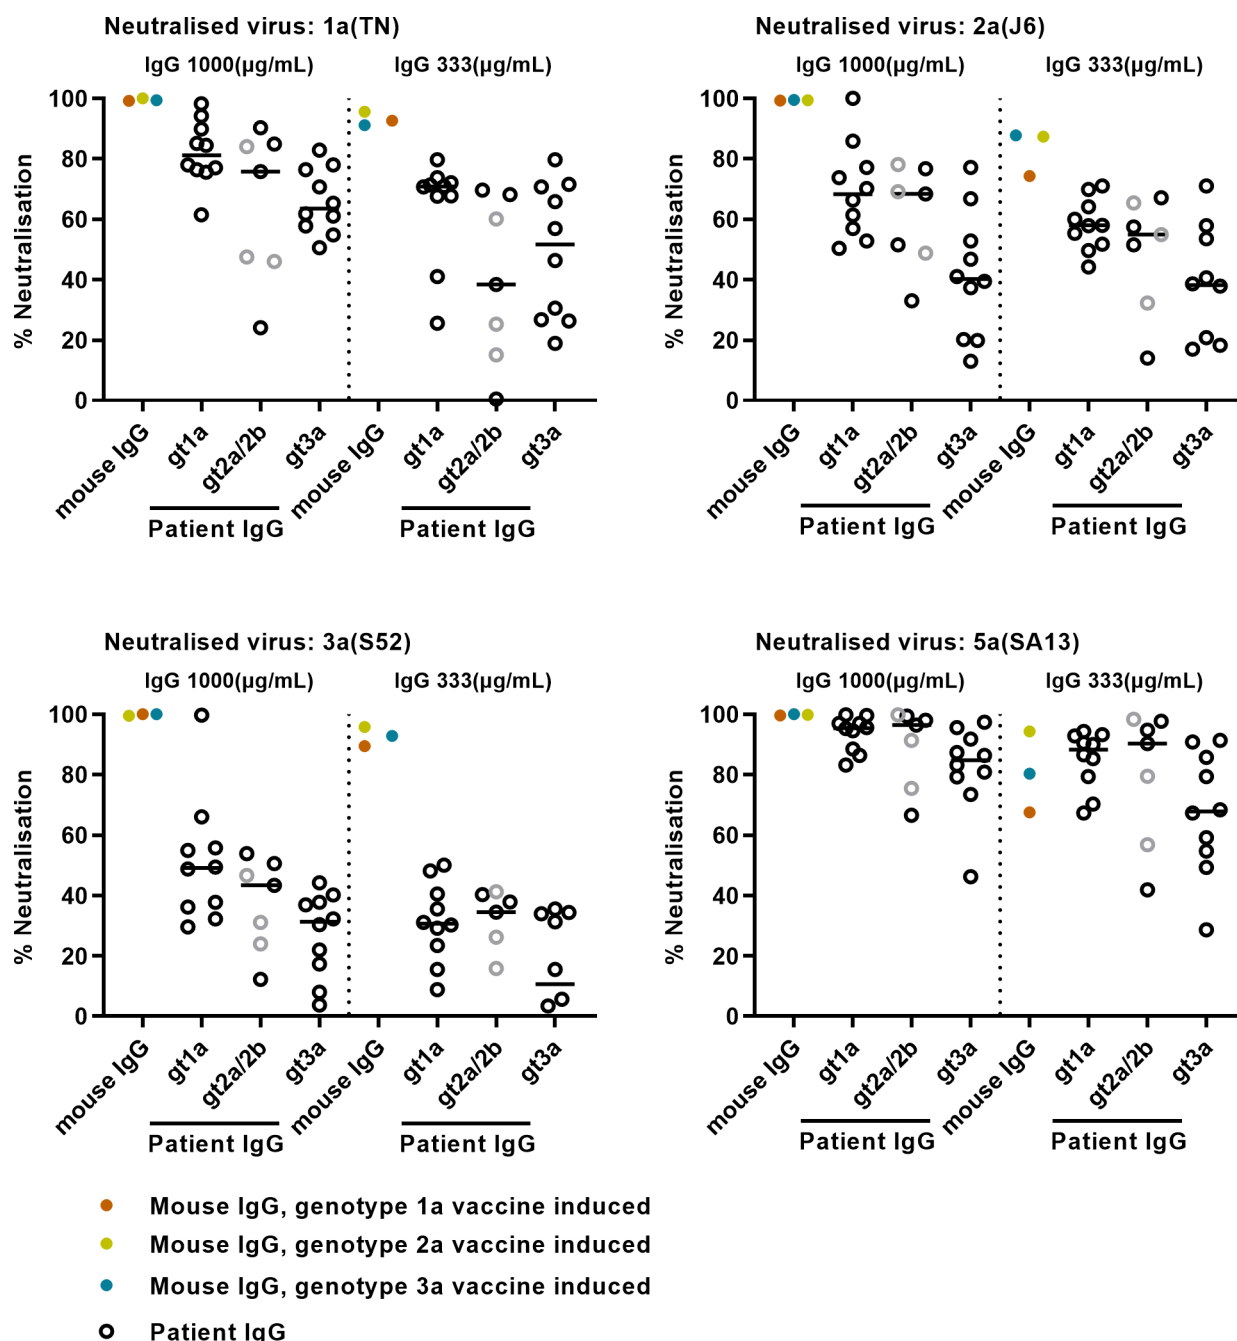 Neutralised virus: 1a(TN)
IgG 1000(µg/mL) IgG 333(µg/mL)
% Neutralisation
100
80
60
40
20
0
mouse IgG gt1a gt2a/2b gt3a mouse IgG gt1a gt2a/2b gt3a
Patient IgG Patient IgG
Neutralised virus: 2a(J6)
IgG 1000(µg/mL) IgG 333(µg/mL)
% Neutralisation
100
80
60
40
20
0
mouse IgG gt1a gt2a/2b gt3a mouse IgG gt1a gt2a/2b gt3a
Patient IgG Patient IgG
Neutralised virus: 3a(S52)
IgG 1000(µg/mL) IgG 333(µg/mL)
% Neutralisation
100
80
60
40
20
0
mouse IgG gt1a gt2a/2b gt3a mouse IgG gt1a gt2a/2b gt3a
Patient IgG Patient IgG
Neutralised virus: 5a(SA13)
IgG 1000(µg/mL) IgG 333(µg/mL)
% Neutralisation
100
80
60
40
20
0
mouse IgG gt1a gt2a/2b gt3a mouse IgG gt1a gt2a/2b gt3a
Patient IgG Patient IgG
Mouse IgG, genotype 1a vaccine induced
Mouse IgG, genotype 2a vaccine induced
Mouse IgG, genotype 3a vaccine induced
Patient IgG